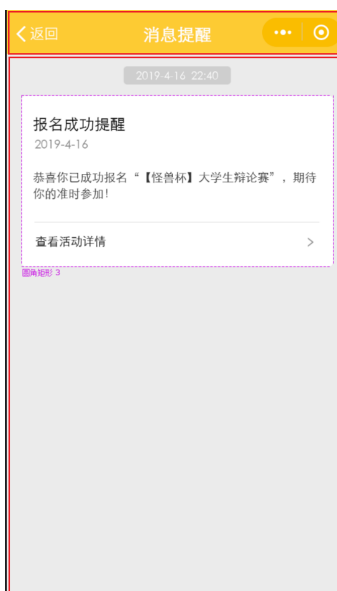 返回
消息提醒
2019-4-16 22:40
报名成功提醒
2019-4-16
恭喜你已成功报名“【怪兽杯】大学生辩论赛”，期待
你的准时参加！
查看活动详情
圆角矩形 3